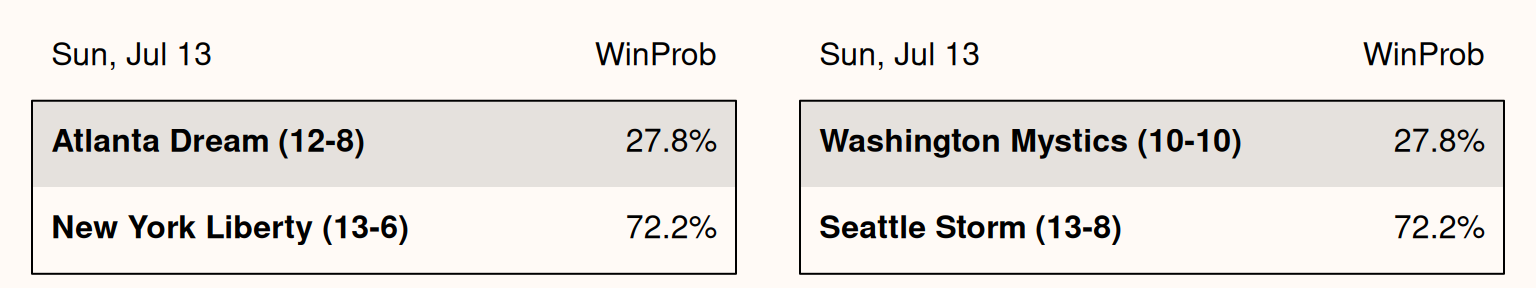 Sun, Jul 13 WinProb
Atlanta Dream (12-8) 27.8%
New York Liberty (13-6) 72.2%
Sun, Jul 13 WinProb
Washington Mystics (10-10) 27.8%
Seattle Storm (13-8) 72.2%